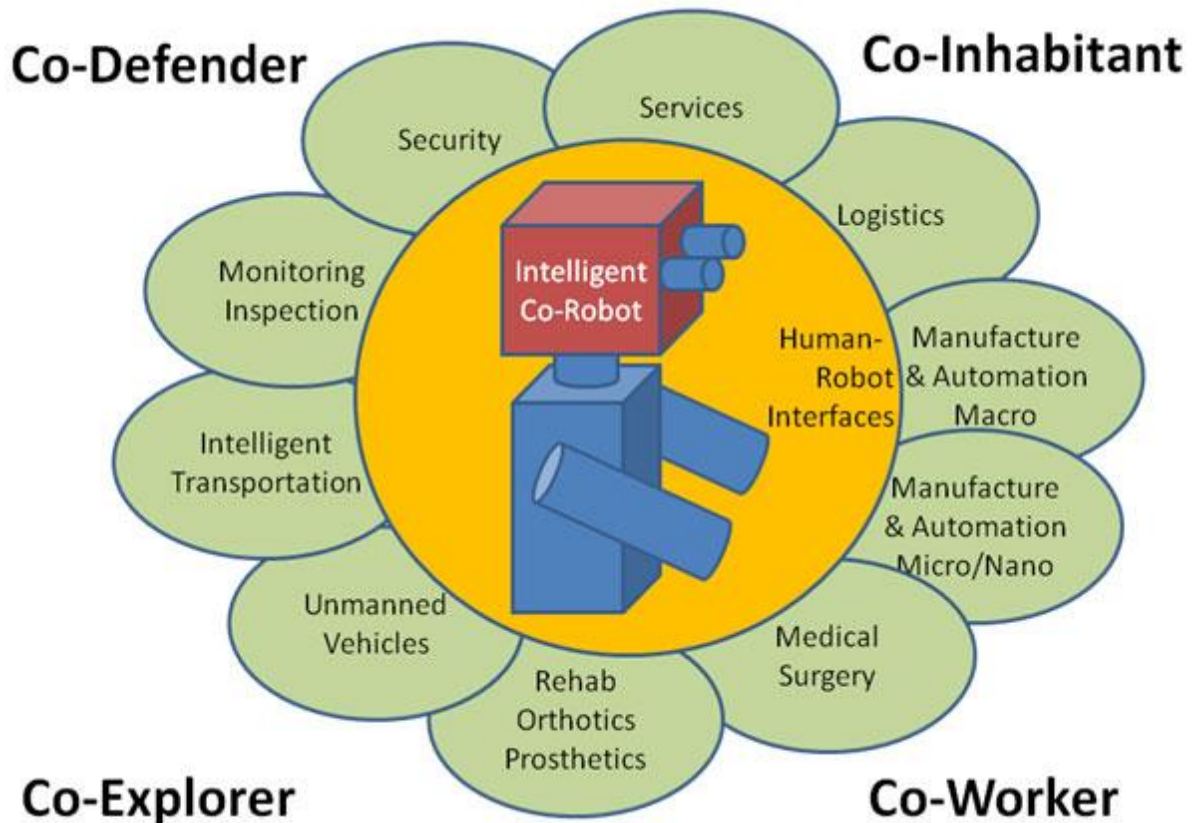 Co-Defender
Co-Inhabitant
Services
Security
Logistics
Monitoring
Inspection
Intelligent
Co-Robot
Human-
Robot
Interfaces
Manufacture
& Automation
Macro
Intelligent
Transportation
Manufacture
& Automation
Micro/Nano
Unmanned
Vehicles
Medical
Surgery
Rehab
Orthotics
Prosthetics
Co-Explorer
Co-Worker